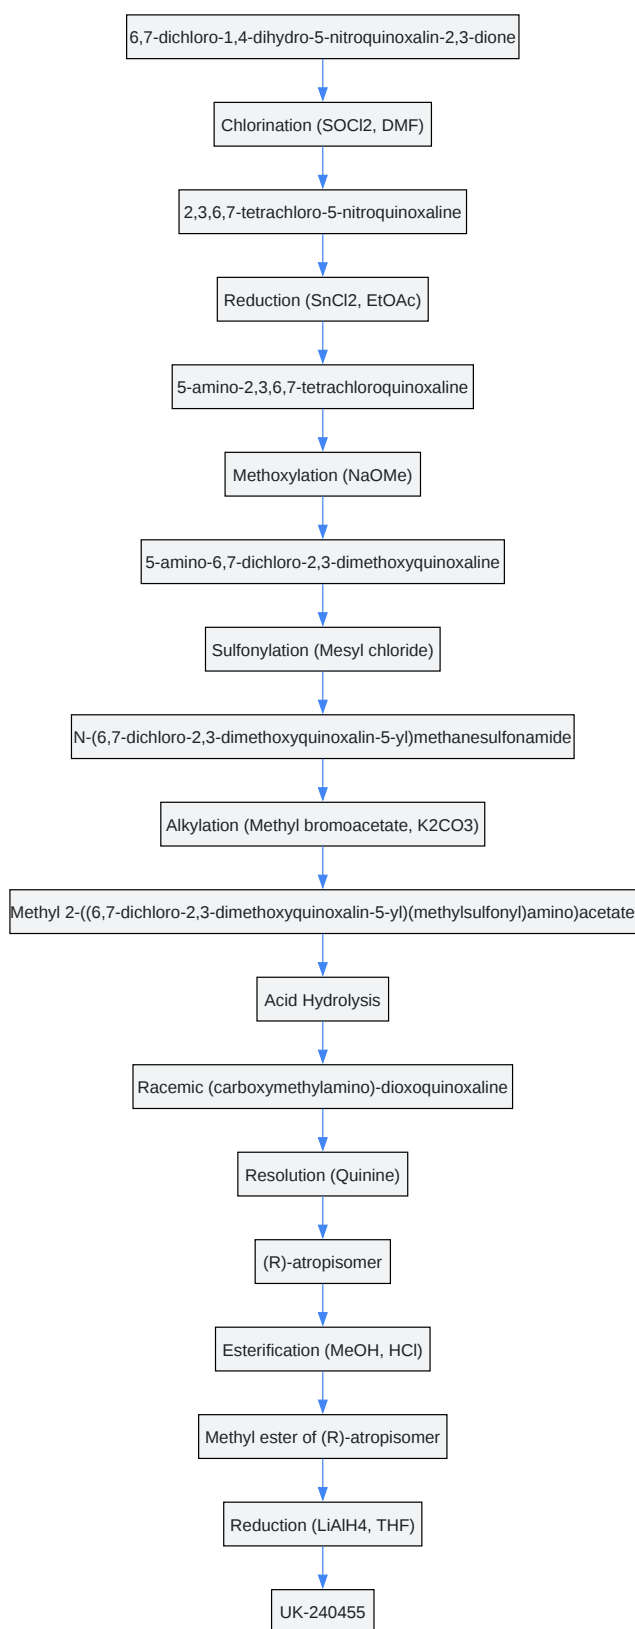 6,7-dichloro-1,4-dihydro-5-nitroquinoxalin-2,3-dione
Chlorination (SOCl2, DMF)
2,3,6,7-tetrachloro-5-nitroquinoxaline
Reduction (SnCl2, EtOAc)
5-amino-2,3,6,7-tetrachloroquinoxaline
Methoxylation (NaOMe)
5-amino-6,7-dichloro-2,3-dimethoxyquinoxaline
Sulfonylation (Mesyl chloride)
N-(6,7-dichloro-2,3-dimethoxyquinoxalin-5-yl)methanesulfonamide
Alkylation (Methyl bromoacetate, K2CO3)
Methyl 2-((6,7-dichloro-2,3-dimethoxyquinoxalin-5-yl)(methylsulfonyl)amino)acetate
Acid Hydrolysis
Racemic (carboxymethylamino)-dioxoquinoxaline
Resolution (Quinine)
(R)-atropisomer
Esterification (MeOH, HCl)
Methyl ester of (R)-atropisomer
Reduction (LiAlH4, THF)
UK-240455